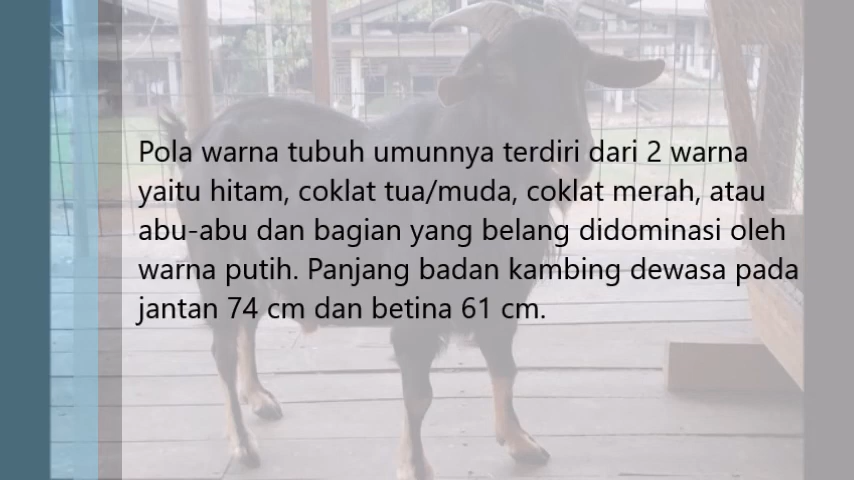 Pola warna tubuh umunnya terdiri dari 2 warna
yaitu hitam, coklat tua/muda, coklat merah, atau
abu-abu dan bagian yang belang didominasi oleh
warna putih. Panjang badan kambing dewasa pada
jantan 74 cm dan betina 61 cm.